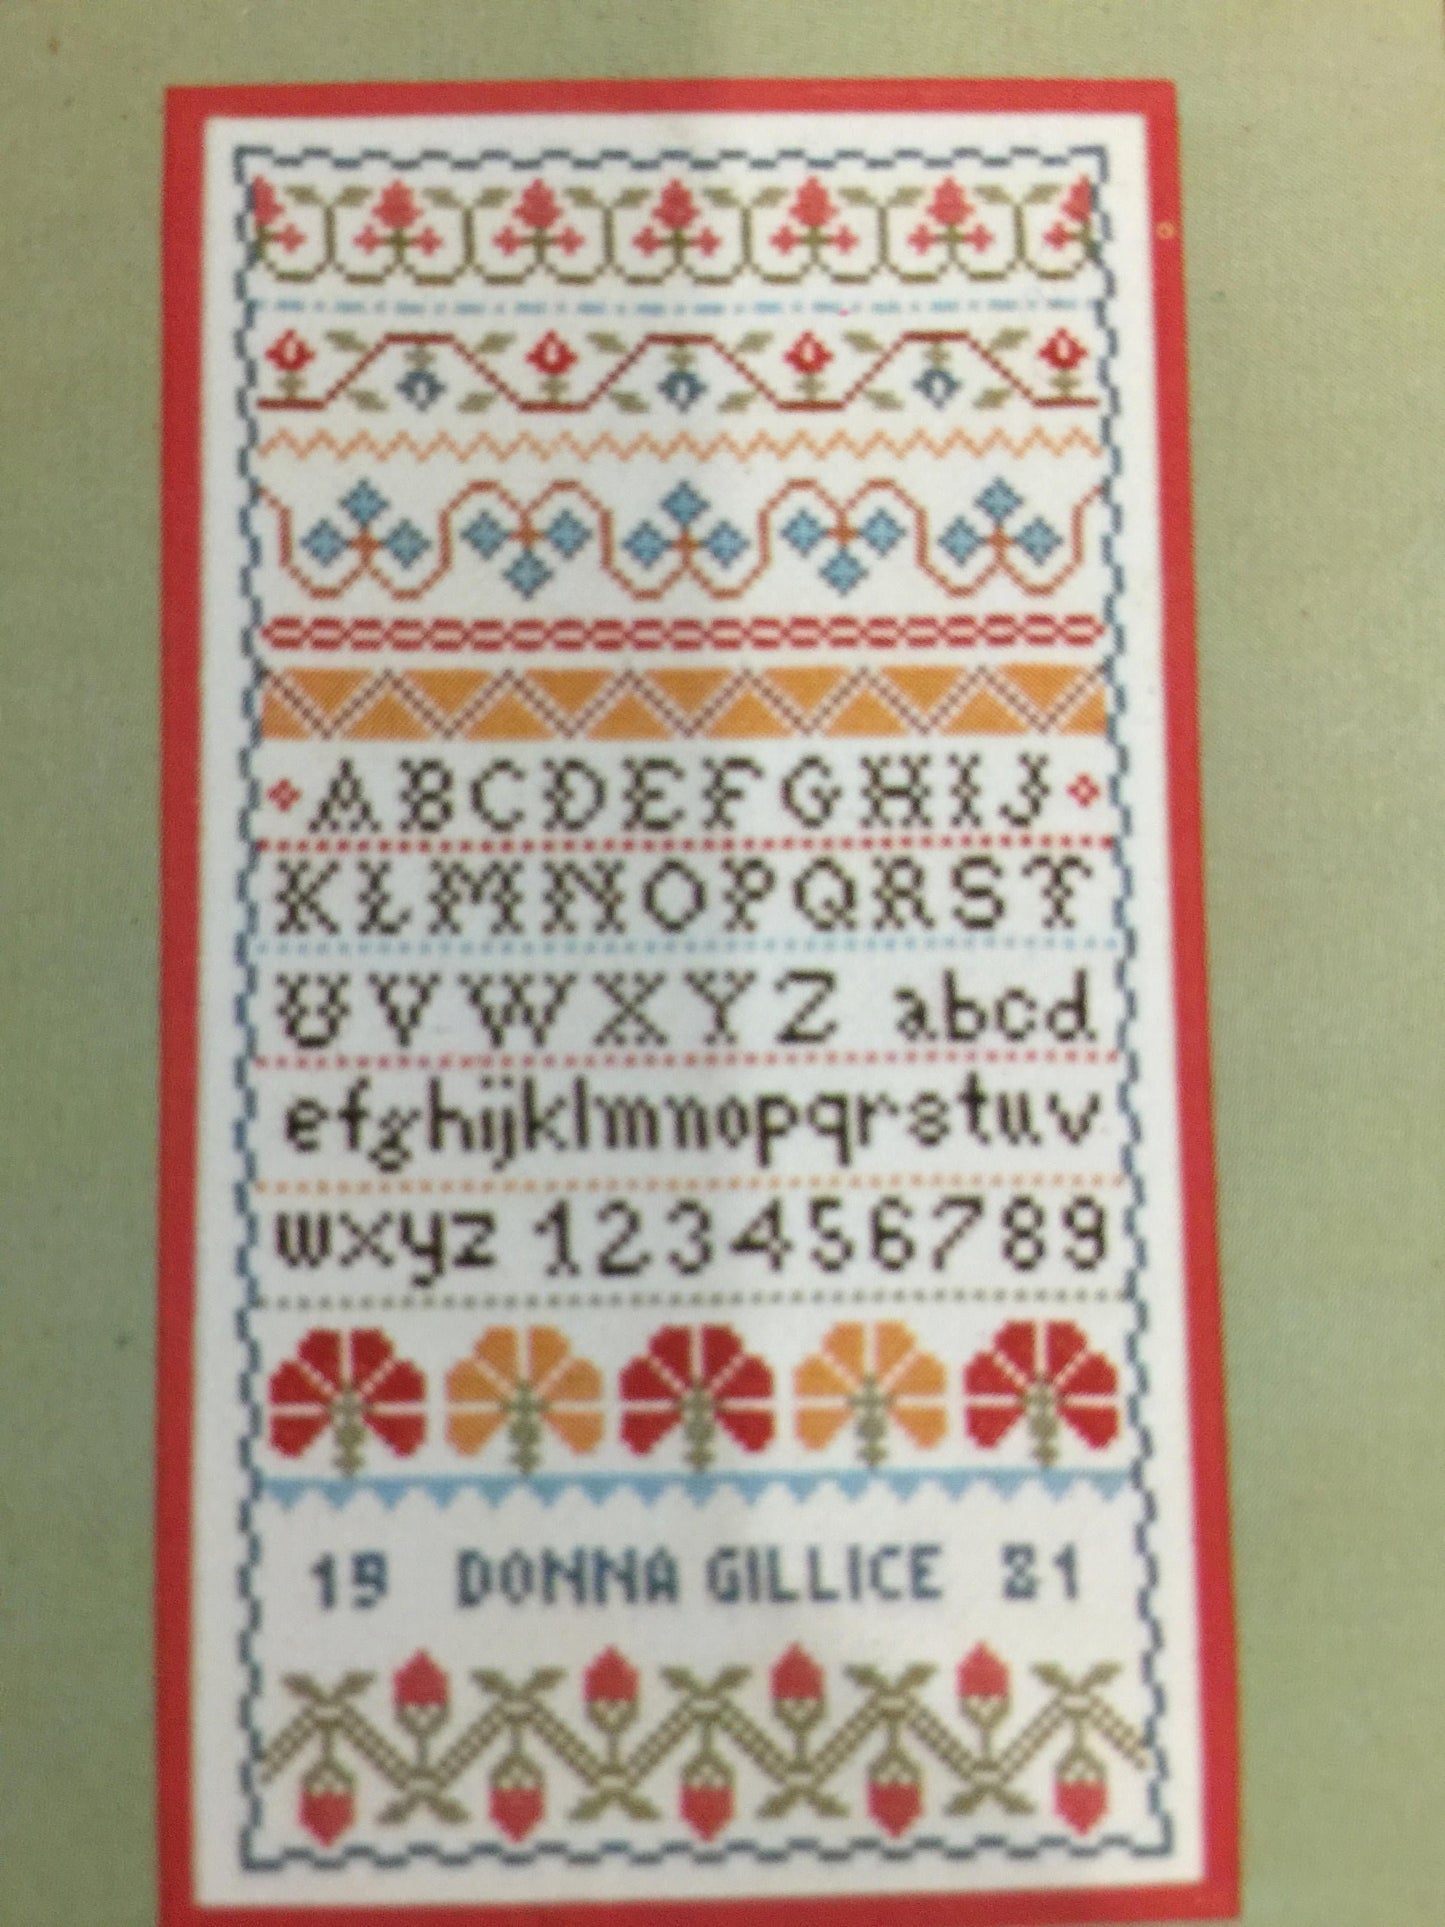 ABCDEFGHIJ
KLMNOPQRST
UVWXYZ abcd
efghijklmnopqrstuv
wxyz 123456789
19 DONNA GILLICE 81